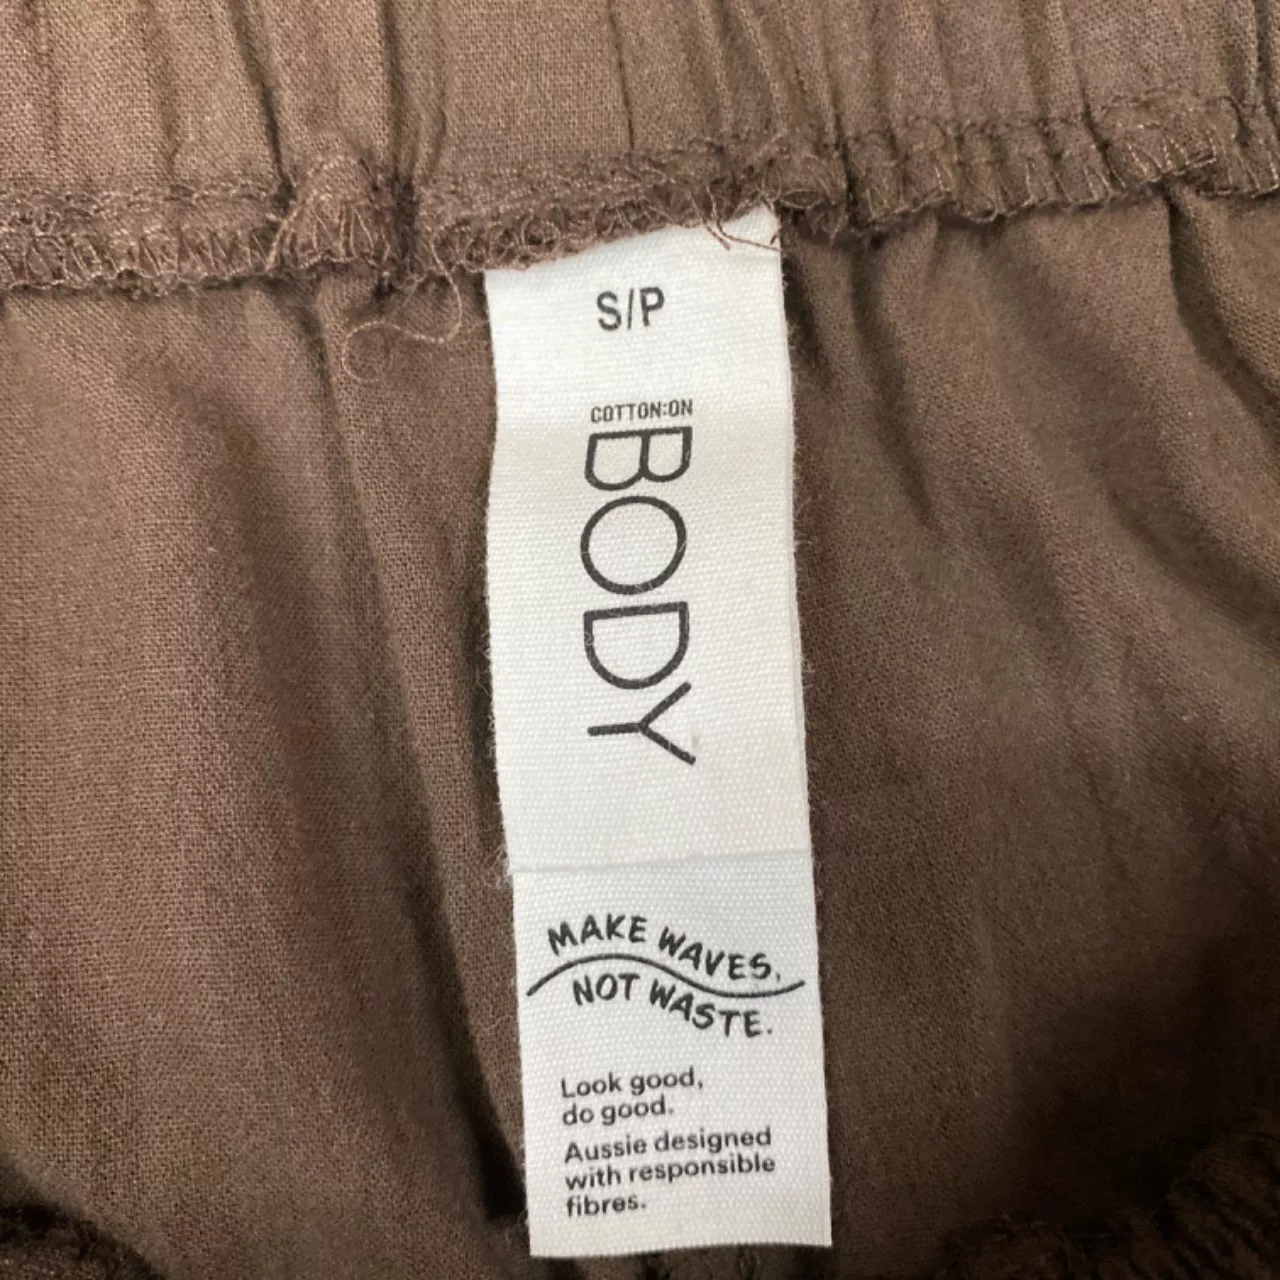 S/P
COTTON:ON
BODY
MAKE WAVES,
NOT WASTE.
Look good,
do good.
Aussie designed
with responsible
fibres.